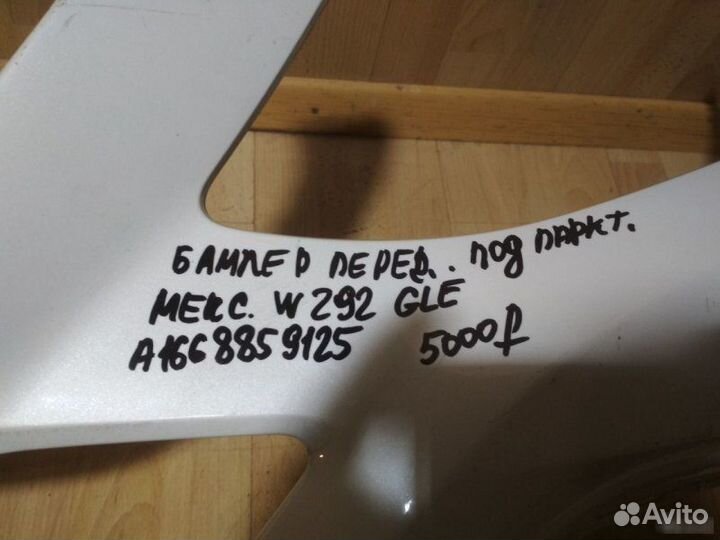 БАМПЕР ПЕРЕД. под ПАРКТ.
МЕРС. W292 GLE
A1668859125 5000₽
Avito